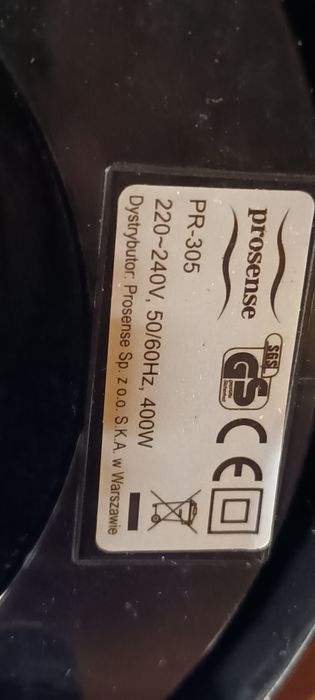 prosense
SGS
GS
CE
PR-305
220~240V, 50/60Hz, 400W
Dystrybutor: Prosense Sp. z o.o. S.K.A. w Warszawie